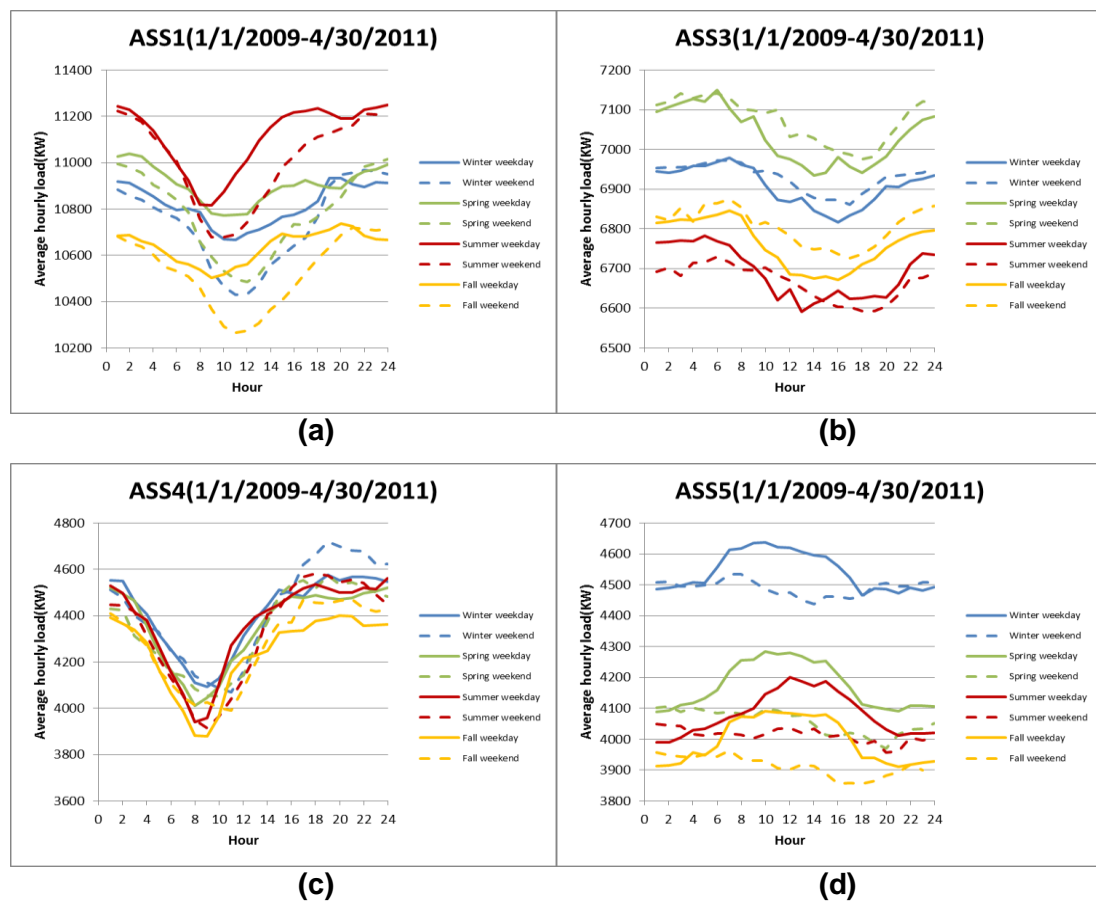 ASS1(1/1/2009-4/30/2011)
Average hourly load(KW)
11400
11200
11000
10800
10600
10400
10200
0 2 4 6 8 10 12 14 16 18 20 22 24
Hour
Winter weekday
Winter weekend
Spring weekday
Spring weekend
Summer weekday
Summer weekend
Fall weekday
Fall weekend
(a)
ASS3(1/1/2009-4/30/2011)
Average hourly load(KW)
7200
7100
7000
6900
6800
6700
6600
6500
0 2 4 6 8 10 12 14 16 18 20 22 24
Hour
Winter weekday
Winter weekend
Spring weekday
Spring weekend
Summer weekday
Summer weekend
Fall weekday
Fall weekend
(b)
ASS4(1/1/2009-4/30/2011)
Average hourly load(KW)
4800
4600
4400
4200
4000
3800
3600
0 2 4 6 8 10 12 14 16 18 20 22 24
Hour
Winter weekday
Winter weekend
Spring weekday
Spring weekend
Summer weekday
Summer weekend
Fall weekday
Fall weekend
(c)
ASS5(1/1/2009-4/30/2011)
Average hourly load(KW)
4700
4600
4500
4400
4300
4200
4100
4000
3900
3800
0 2 4 6 8 10 12 14 16 18 20 22 24
Hour
Winter weekday
Winter weekend
Spring weekday
Spring weekend
Summer weekday
Summer weekend
Fall weekday
Fall weekend
(d)